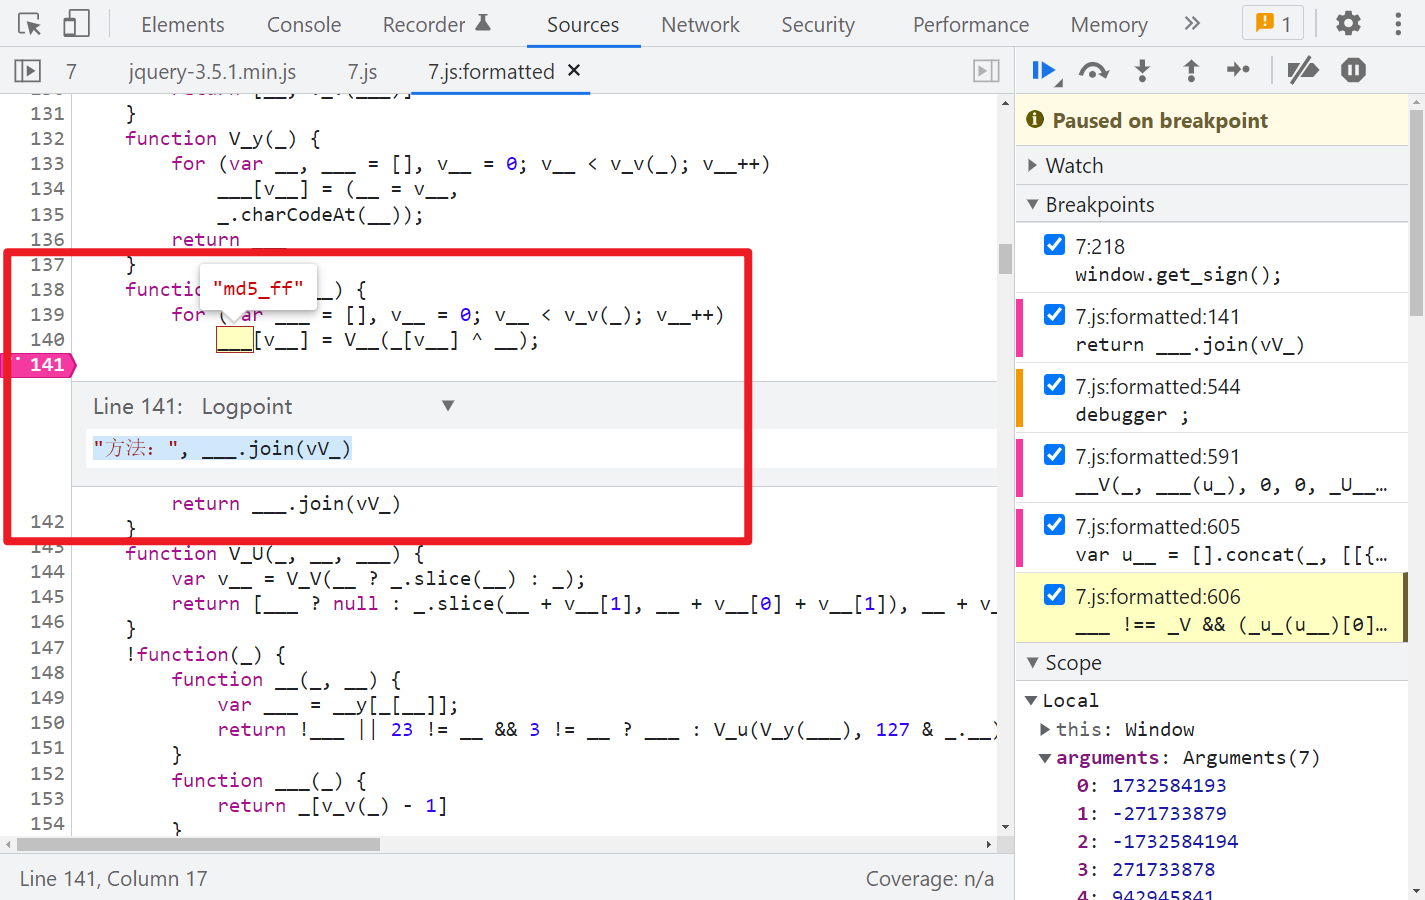 Elements Console Recorder Sources Network Security Performance Memory 1
7 jquery-3.5.1.min.js 7.js 7.js:formatted
131 }
132 function V_y(_) {
133 for (var __, ___ = [], v__ = 0; v__ < v_v(_); v__++)
134 ___[v__] = (__ = v__,
135 _.charCodeAt(__));
136 return ___
137 }
138 functio "md5_ff" _) {
139 for (var ___ = [], v__ = 0; v__ < v_v(_); v__++)
140 ___[v__] = V__(_[v__] ^ __);
141
Line 141: Logpoint
"方法：", ___.join(vV_)
return ___.join(vV_)
142 }
143 function V_U(_, __, ___) {
144 var v__ = V_V(__ ? _.slice(__) : _);
145 return [___ ? null : _.slice(__ + v__[1], __ + v__[0] + v__[1]), __ + v_
146 }
147 !function(_) {
148 function __(_, __) {
149 var ___ = __y[_[__]];
150 return !___ || 23 != __ && 3 != __ ? ___ : V_u(V_y(___), 127 & _.__)
151 }
152 function ___(_) {
153 return _[v_v(_) - 1]
154 }
Line 141, Column 17 Coverage: n/a
Paused on breakpoint
Watch
Breakpoints
7:218
window.get_sign();
7.js:formatted:141
return ___.join(vV_)
7.js:formatted:544
debugger ;
7.js:formatted:591
__V(_, ___(u_), 0, 0, _U__…
7.js:formatted:605
var u__ = [].concat(_, [[{…
7.js:formatted:606
___ !== _V && (_u_(u__)[0]…
Scope
Local
this: Window
arguments: Arguments(7)
0: 1732584193
1: -271733879
2: -1732584194
3: 271733878
4: 942945841